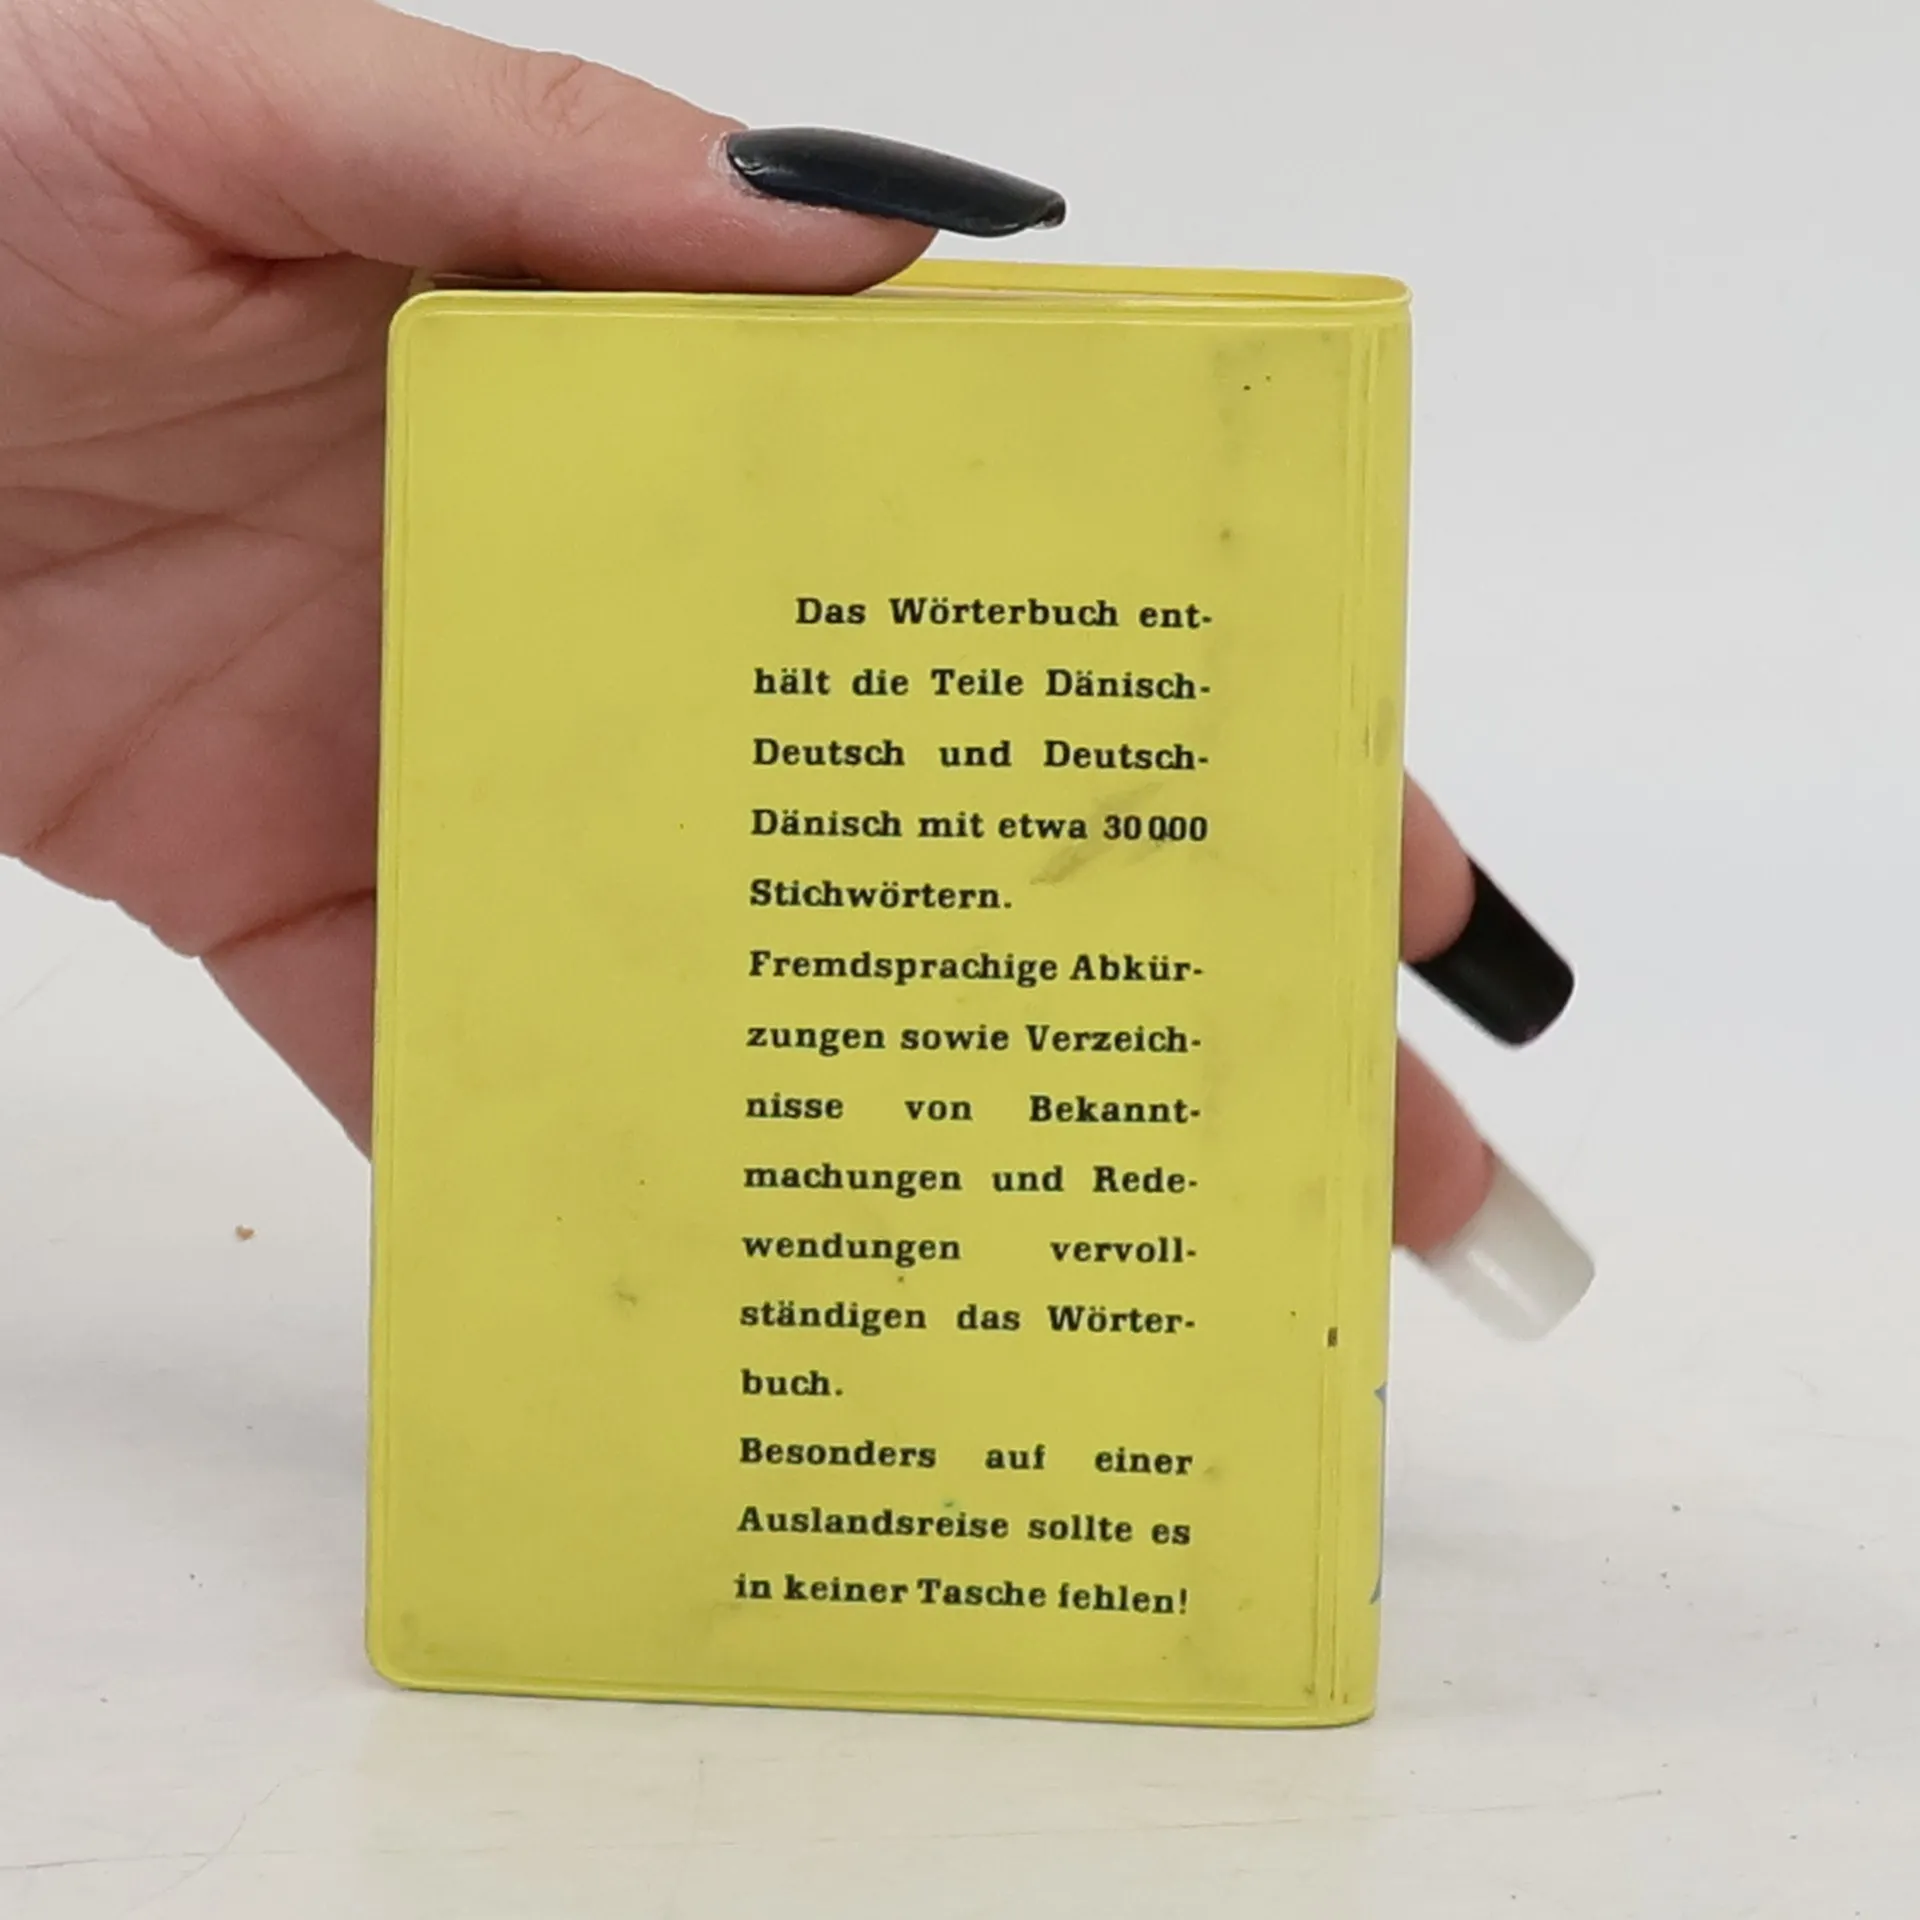 Das Wörterbuch ent-
hält die Teile Dänisch-
Deutsch und Deutsch-
Dänisch mit etwa 30 000
Stichwörtern.
Fremdsprachige Abkür-
zungen sowie Verzeich-
nisse von Bekannt-
machungen und Rede-
wendungen vervoll-
ständigen das Wörter-
buch.
Besonders auf einer
Auslandsreise sollte es
in keiner Tasche fehlen!